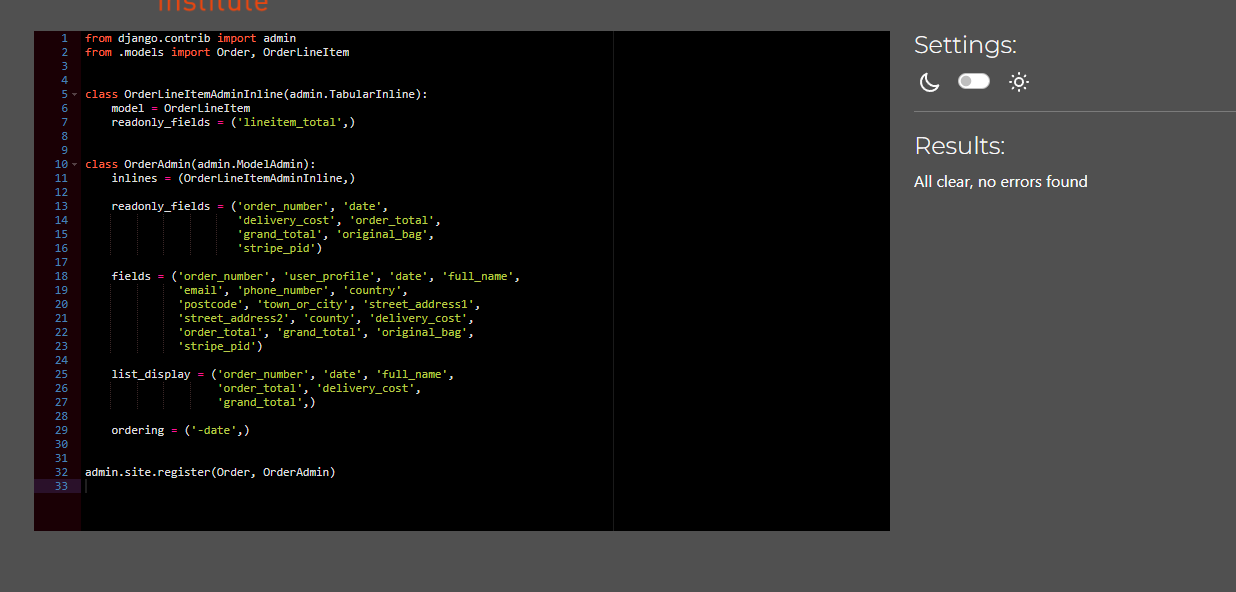 institute
1 from django.contrib import admin
2 from .models import Order, OrderLineItem
3
4
5 class OrderLineItemAdminInline(admin.TabularInline):
6     model = OrderLineItem
7     readonly_fields = ('lineitem_total',)
8
9
10 class OrderAdmin(admin.ModelAdmin):
11     inlines = (OrderLineItemAdminInline,)
12
13     readonly_fields = ('order_number', 'date',
14                        'delivery_cost', 'order_total',
15                        'grand_total', 'original_bag',
16                        'stripe_pid')
17
18     fields = ('order_number', 'user_profile', 'date', 'full_name',
19               'email', 'phone_number', 'country',
20               'postcode', 'town_or_city', 'street_address1',
21               'street_address2', 'county', 'delivery_cost',
22               'order_total', 'grand_total', 'original_bag',
23               'stripe_pid')
24
25     list_display = ('order_number', 'date', 'full_name',
26                     'order_total', 'delivery_cost',
27                     'grand_total',)
28
29     ordering = ('-date',)
30
31
32 admin.site.register(Order, OrderAdmin)
33
Settings:
Results:
All clear, no errors found